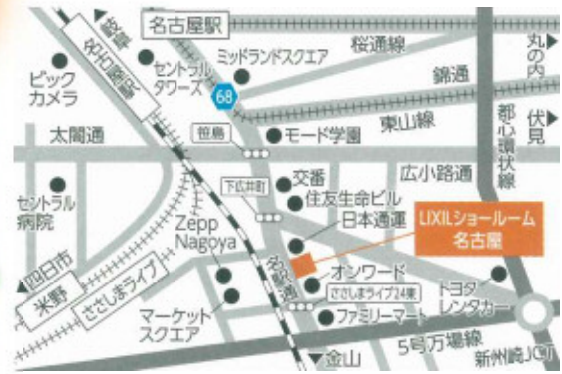 岐阜
名古屋駅
名古屋駅
桜通線
丸の内
ミッドランドスクエア
セントラル
タワーズ
ビック
カメラ
68
錦通
東山線
伏見
都心環状線
太閤通
笹島
モード学園
広小路通
下広井町
交番
住友生命ビル
日本通運
セントラル
病院
Zepp
Nagoya
LIXILショールーム
名古屋
四日市
米野
ささしまライブ
名駅通
オンワード
ささしまライブ24東
トヨタ
レンタカー
マーケット
スクエア
ファミリーマート
5号万場線
金山
新州崎JCT